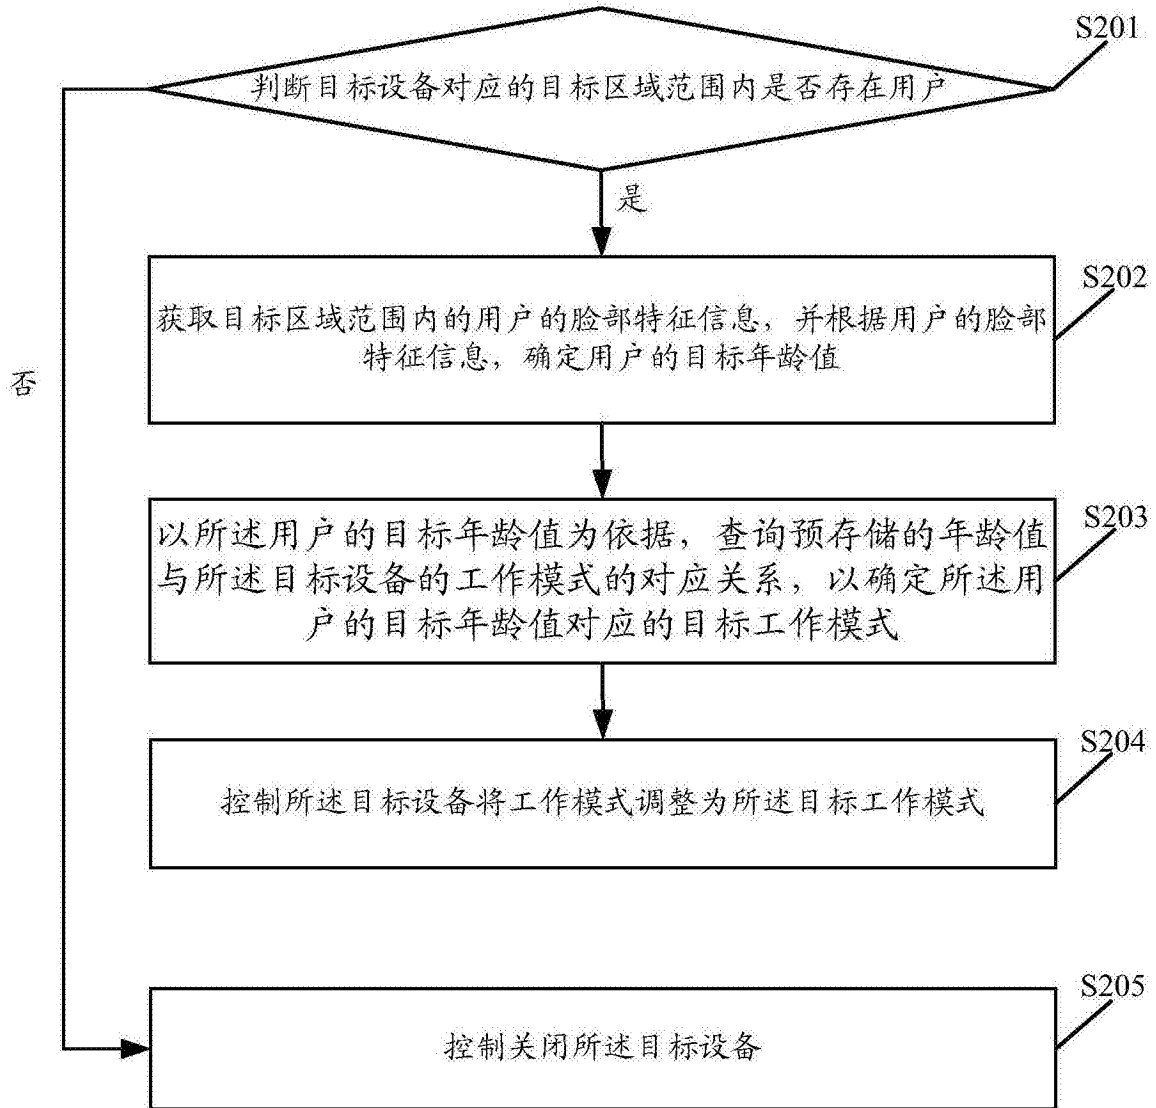 S201
判断目标设备对应的目标区域范围内是否存在用户
是
S202
获取目标区域范围内的用户的脸部特征信息，并根据用户的脸部
特征信息，确定用户的目标年龄值
否
S203
以所述用户的目标年龄值为依据，查询预存储的年龄值
与所述目标设备的工作模式的对应关系，以确定所述用
户的目标年龄值对应的目标工作模式
S204
控制所述目标设备将工作模式调整为所述目标工作模式
S205
控制关闭所述目标设备